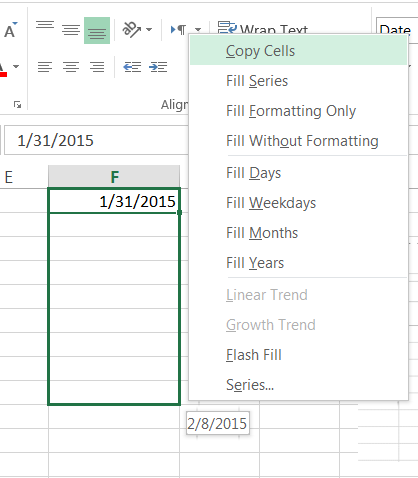 A
A
¶
Wrap Text
Date
Align
1/31/2015
E
F
1/31/2015
Copy Cells
Fill Series
Fill Formatting Only
Fill Without Formatting
Fill Days
Fill Weekdays
Fill Months
Fill Years
Linear Trend
Growth Trend
Flash Fill
Series...
2/8/2015